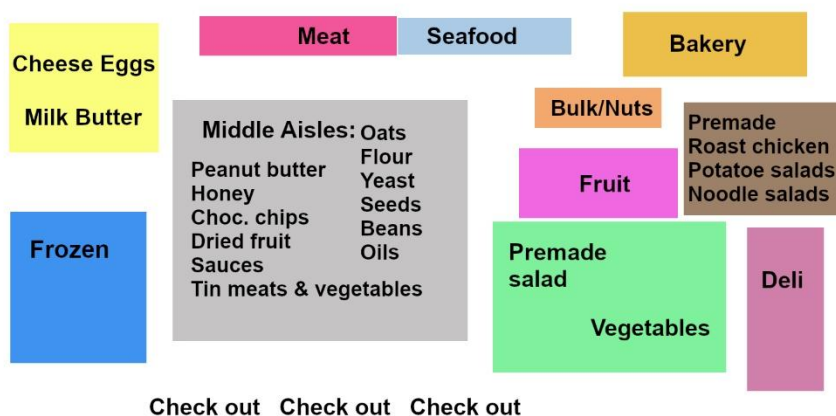 Meat
Seafood
Bakery
Cheese Eggs
Milk Butter
Bulk/Nuts
Premade
Roast chicken
Potatoe salads
Noodle salads
Middle Aisles:
Peanut butter
Honey
Choc. chips
Dried fruit
Sauces
Tin meats & vegetables
Oats
Flour
Yeast
Seeds
Beans
Oils
Fruit
Frozen
Premade
salad
Vegetables
Deli
Check out Check out Check out